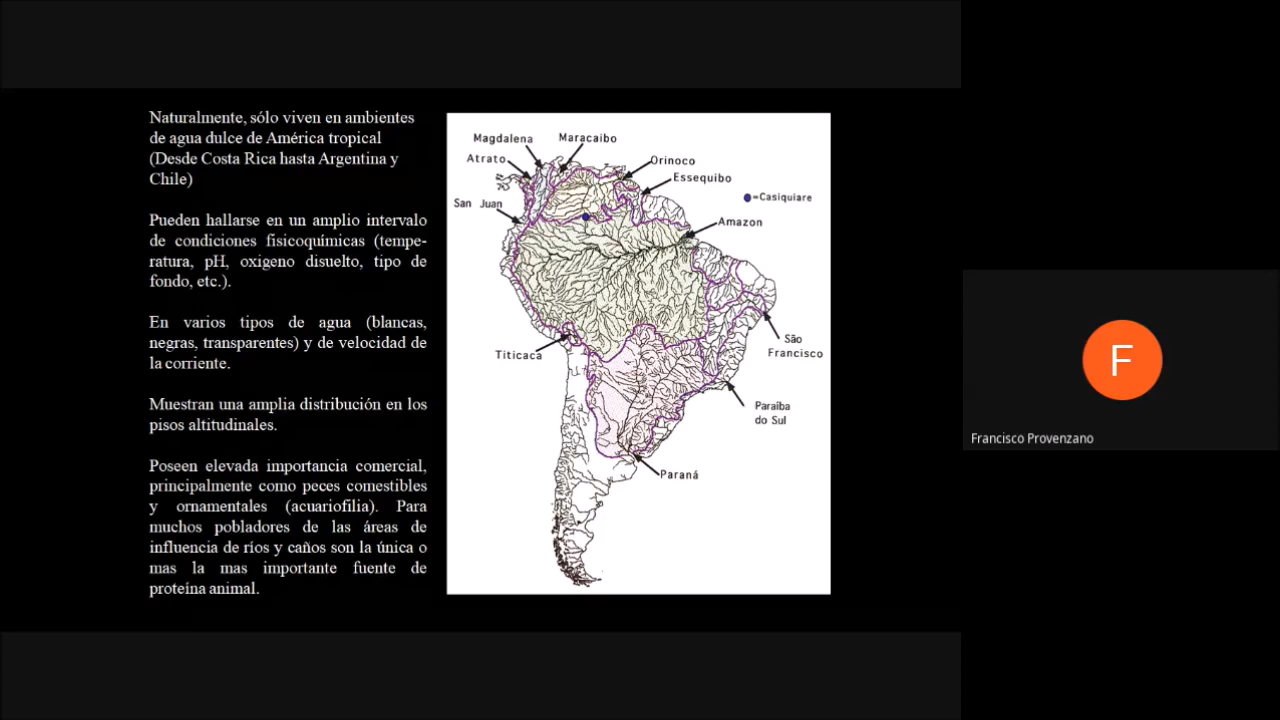 Naturalmente, sólo viven en ambientes
de agua dulce de América tropical
(Desde Costa Rica hasta Argentina y
Chile)
Pueden hallarse en un amplio intervalo
de condiciones fisicoquímicas (tempe-
ratura, pH, oxigeno disuelto, tipo de
fondo, etc.).
En varios tipos de agua (blancas,
negras, transparentes) y de velocidad de
la corriente.
Muestran una amplia distribución en los
pisos altitudinales.
Poseen elevada importancia comercial,
principalmente como peces comestibles
y ornamentales (acuariofilia). Para
muchos pobladores de las áreas de
influencia de ríos y caños son la única o
mas la mas importante fuente de
proteína animal.
Magdalena
Maracaibo
Atrato
Orinoco
Essequibo
San Juan
=Casiquiare
Amazon
Titicaca
São
Francisco
Paraíba
do Sul
Paraná
F
Francisco Provenzano